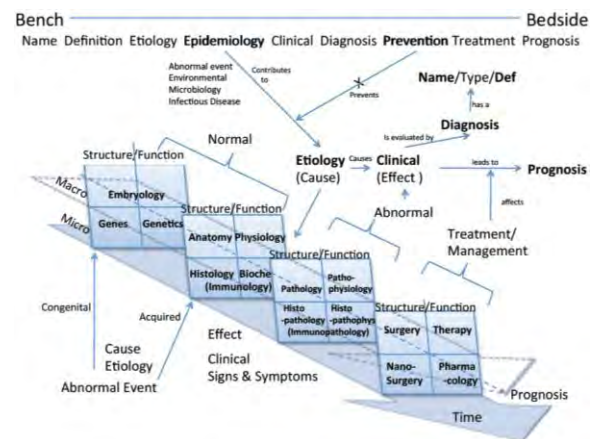 Bench Bedside
Name Definition Etiology Epidemiology Clinical Diagnosis Prevention Treatment Prognosis
Abnormal event
Environmental
Microbiology
Infectious Disease
Contributes
to
Prevents
Name/Type/Def
has a
Diagnosis
Is evaluated by
Normal
Etiology
(Cause)
Causes
Clinical
(Effect )
leads to
Prognosis
affects
Abnormal
Treatment/
Management
Structure/Function
Macro
Micro
Embryology
Genes
Genetics
Structure/Function
Anatomy
Physiology
Histology
Bioche
(Immunology)
Structure/Function
Pathology
Patho-
physiology
Histo
-pathology
Histo
-pathophys
(Immunopathology)
Structure/Function
Surgery
Therapy
Nano-
Surgery
Pharma
-cology
Congenital
Acquired
Cause
Etiology
Abnormal Event
Effect
Clinical
Signs & Symptoms
Prognosis
Time